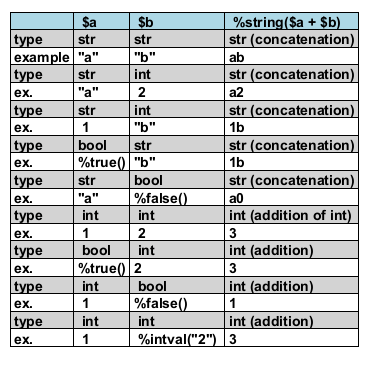 $a $b %string($a + $b)
type str str str (concatenation)
example "a" "b" ab
type str int str (concatenation)
ex. "a" 2 a2
type str int str (concatenation)
ex. 1 "b" 1b
type bool str str (concatenation)
ex. %true() "b" 1b
type str bool str (concatenation)
ex. "a" %false() a0
type int int int (addition of int)
ex. 1 2 3
type bool int int (addition)
ex. %true() 2 3
type int bool int (addition)
ex. 1 %false() 1
type int int int (addition)
ex. 1 %intval("2") 3